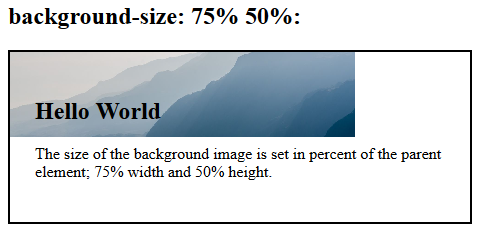 background-size: 75% 50%:
Hello World
The size of the background image is set in percent of the parent
element; 75% width and 50% height.